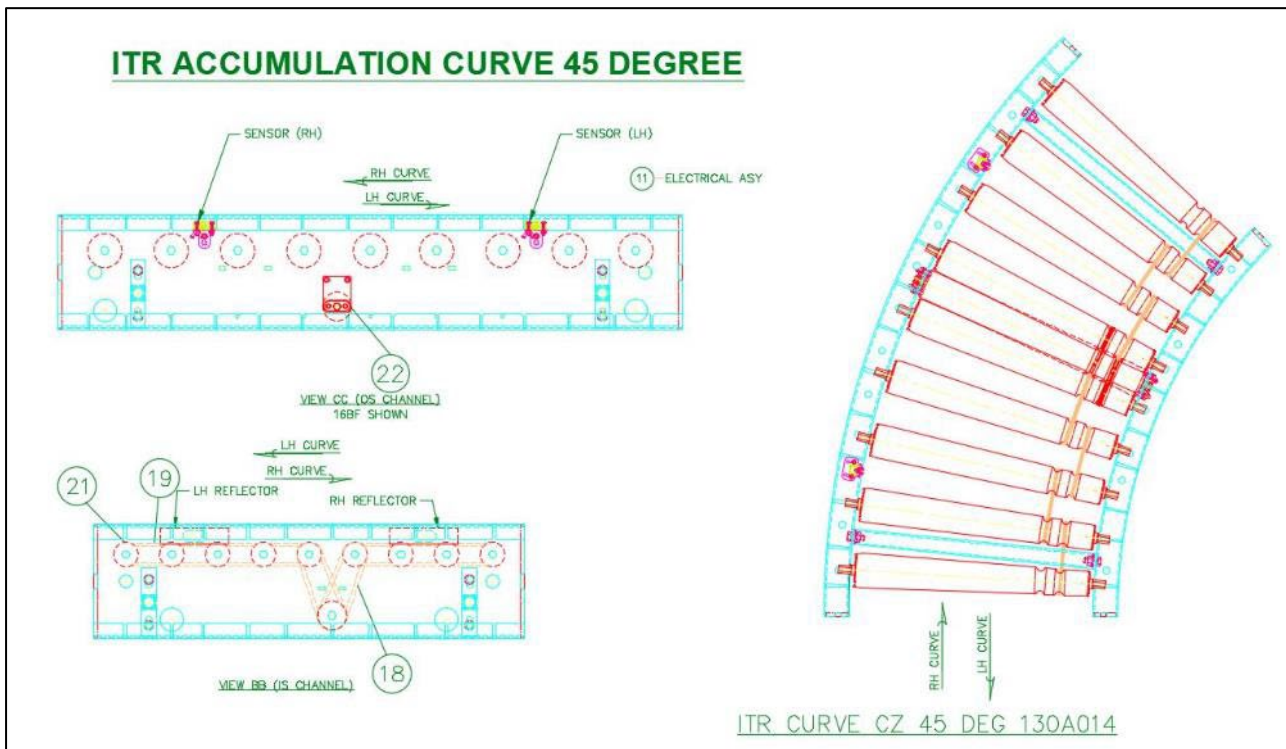 ITR ACCUMULATION CURVE 45 DEGREE
SENSOR (RH)
SENSOR (LH)
RH CURVE
LH CURVE
11 ELECTRICAL ASY
22
VIEW CC (OS CHANNEL)
16BF SHOWN
LH CURVE
RH CURVE
21
19
LH REFLECTOR
RH REFLECTOR
18
VIEW BB (IS CHANNEL)
RH CURVE
LH CURVE
ITR CURVE CZ 45 DEG 130A014